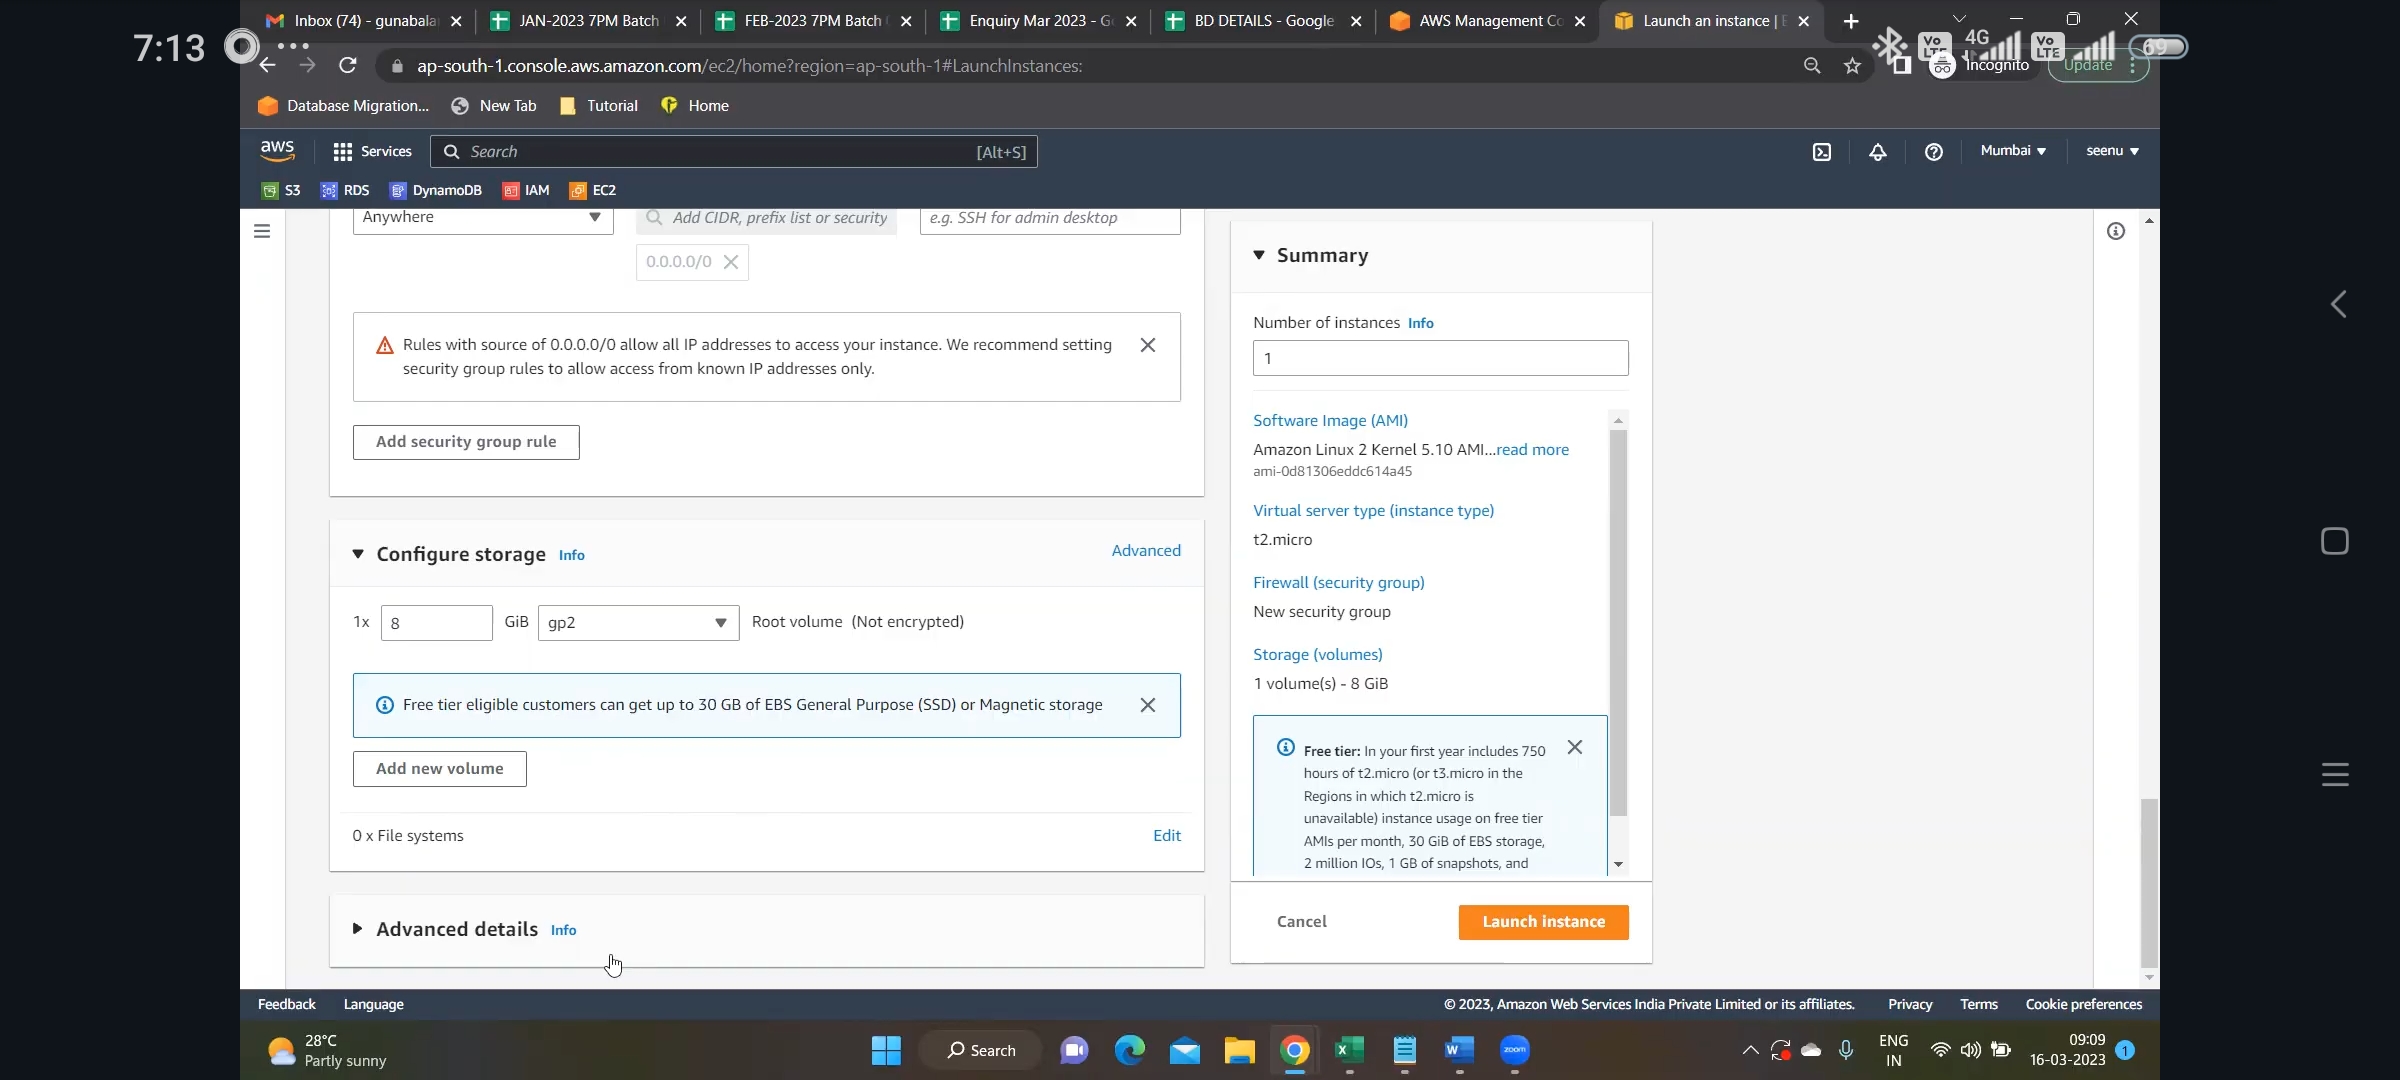 7:13
Inbox (74) - gunabala
JAN-2023 7PM Batch
FEB-2023 7PM Batch
Enquiry Mar 2023 - G
BD DETAILS - Google
AWS Management Co
Launch an instance | E
Vo LTE
4G
Vo LTE
69
ap-south-1.console.aws.amazon.com/ec2/home?region=ap-south-1#LaunchInstances:
Incognito
Update
Database Migration...
New Tab
Tutorial
Home
aws
Services
Search
[Alt+S]
Mumbai
seenu
S3
RDS
DynamoDB
IAM
EC2
Anywhere
Add CIDR, prefix list or security
e.g. SSH for admin desktop
0.0.0.0/0
Rules with source of 0.0.0.0/0 allow all IP addresses to access your instance. We recommend setting
security group rules to allow access from known IP addresses only.
Add security group rule
Configure storage Info
Advanced
1x 8 GiB gp2 Root volume (Not encrypted)
Free tier eligible customers can get up to 30 GB of EBS General Purpose (SSD) or Magnetic storage
Add new volume
0 x File systems
Edit
Advanced details Info
Summary
Number of instances Info
1
Software Image (AMI)
Amazon Linux 2 Kernel 5.10 AMI...read more
ami-0d81306eddc614a45
Virtual server type (instance type)
t2.micro
Firewall (security group)
New security group
Storage (volumes)
1 volume(s) - 8 GiB
Free tier: In your first year includes 750
hours of t2.micro (or t3.micro in the
Regions in which t2.micro is
unavailable) instance usage on free tier
AMIs per month, 30 GiB of EBS storage,
2 million IOs, 1 GB of snapshots, and
Cancel
Launch instance
Feedback
Language
© 2023, Amazon Web Services India Private Limited or its affiliates.
Privacy
Terms
Cookie preferences
28°C
Partly sunny
Search
zoom
ENG
IN
09:09
16-03-2023
1